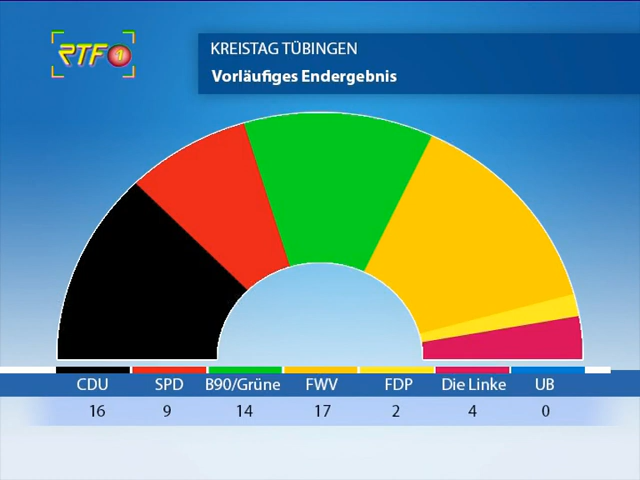 RTF 1
KREISTAG TÜBINGEN
Vorläufiges Endergebnis
CDU SPD B90/Grüne FWV FDP Die Linke UB
16 9 14 17 2 4 0